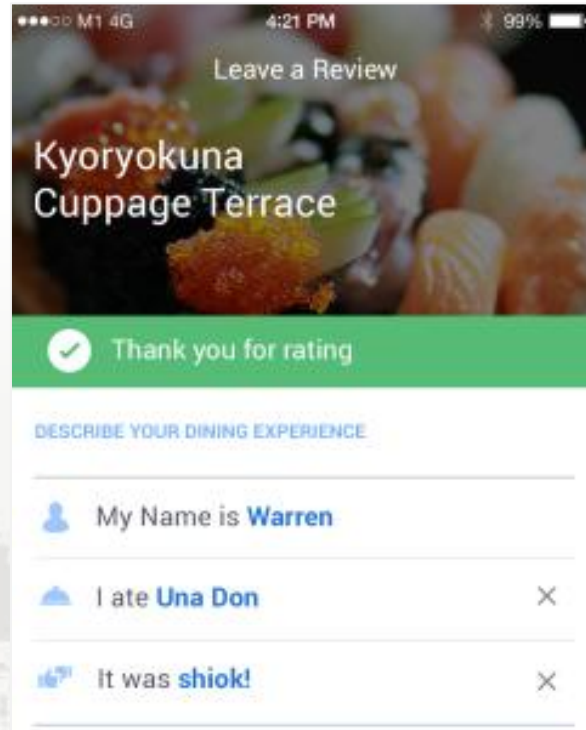 M1 4G 4:21 PM 99%
Leave a Review
Kyoryokuna
Cuppage Terrace
Thank you for rating
DESCRIBE YOUR DINING EXPERIENCE
My Name is Warren
I ate Una Don
It was shiok!